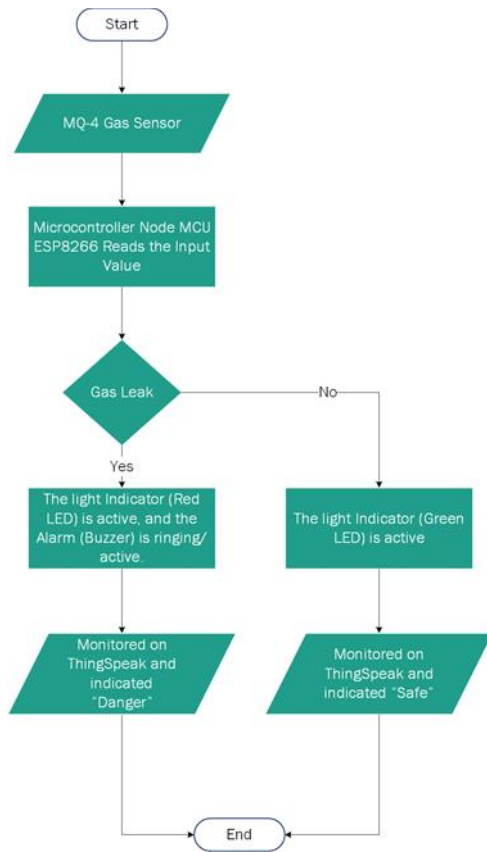 Start
MQ-4 Gas Sensor
Microcontroller Node MCU
ESP8266 Reads the Input
Value
Gas Leak
No
Yes
The light Indicator (Red
LED) is active, and the
Alarm (Buzzer) is ringing/
active.
The light Indicator (Green
LED) is active
Monitored on
ThingSpeak and
indicated
"Danger"
Monitored on
ThingSpeak and
indicated "Safe"
End